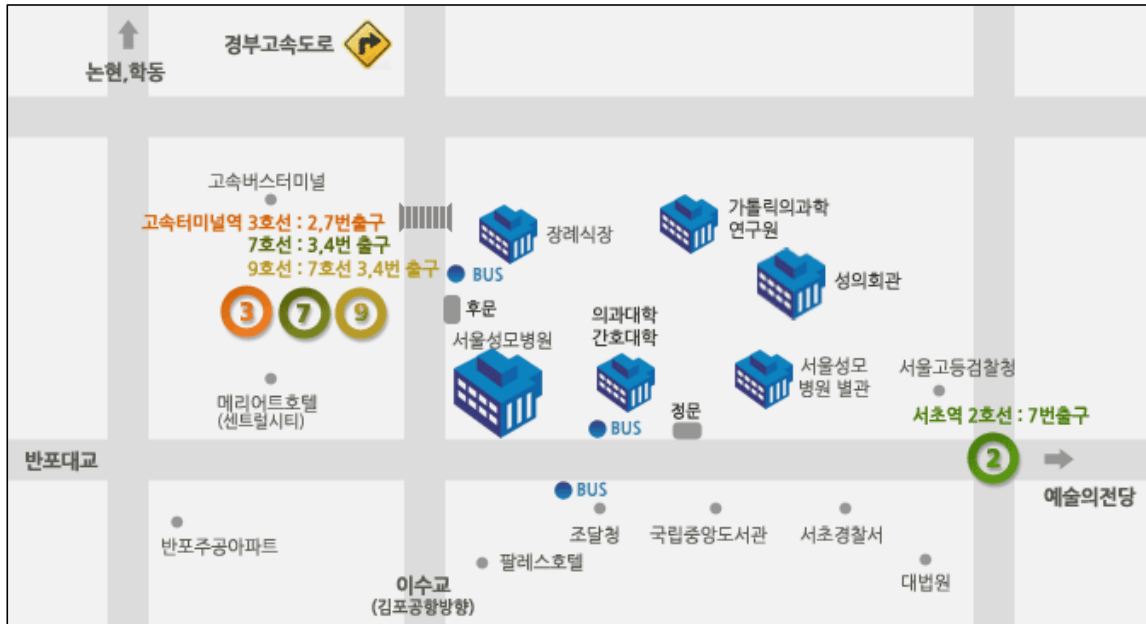 경부고속도로
논현,학동
고속버스터미널
고속터미널역 3호선 : 2,7번출구
7호선 : 3,4번 출구
9호선 : 7호선 3,4번 출구
3
7
9
장례식장
BUS
후문
서울성모병원
가톨릭의과학
연구원
성의회관
의과대학
간호대학
서울성모
병원 별관
서울고등검찰청
서초역 2호선 : 7번출구
메리어트호텔
(센트럴시티)
정문
BUS
반포대교
2
예술의전당
BUS
조달청
국립중앙도서관
서초경찰서
반포주공아파트
팔레스호텔
대법원
이수교
(김포공항방향)